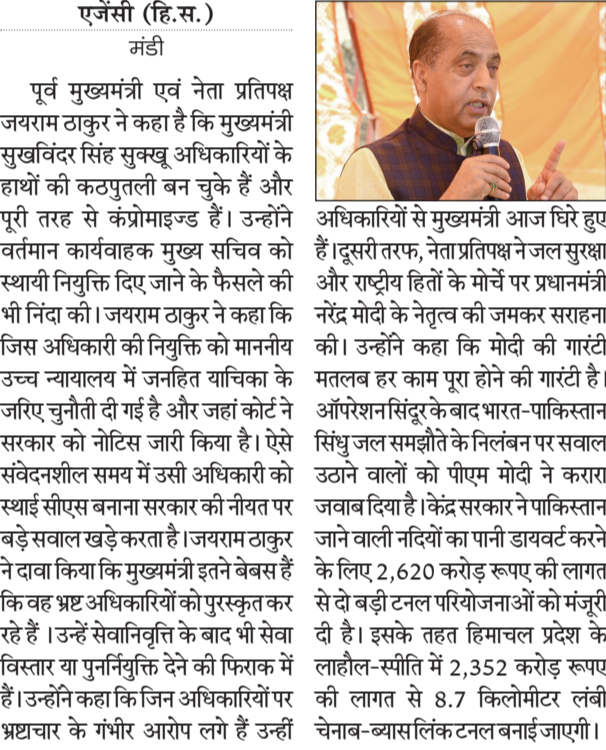 एजेंसी (हि.स.)
मंडी
पूर्व मुख्यमंत्री एवं नेता प्रतिपक्ष
जयराम ठाकुर ने कहा है कि मुख्यमंत्री
सुखविंदर सिंह सुक्खू अधिकारियों के
हाथों की कठपुतली बन चुके हैं और
पूरी तरह से कंप्रोमाइज्ड हैं। उन्होंने
वर्तमान कार्यवाहक मुख्य सचिव को
स्थायी नियुक्ति दिए जाने के फैसले की
भी निंदा की। जयराम ठाकुर ने कहा कि
जिस अधिकारी की नियुक्ति को माननीय
उच्च न्यायालय में जनहित याचिका के
जरिए चुनौती दी गई है और जहां कोर्ट ने
सरकार को नोटिस जारी किया है। ऐसे
संवेदनशील समय में उसी अधिकारी को
स्थाई सीएस बनाना सरकार की नीयत पर
बड़े सवाल खड़े करता है। जयराम ठाकुर
ने दावा किया कि मुख्यमंत्री इतने बेबस हैं
कि वह भ्रष्ट अधिकारियों को पुरस्कृत कर
रहे हैं । उन्हें सेवानिवृत्ति के बाद भी सेवा
विस्तार या पुनर्नियुक्ति देने की फिराक में
हैं। उन्होंने कहा कि जिन अधिकारियों पर
भ्रष्टाचार के गंभीर आरोप लगे हैं उन्हीं
अधिकारियों से मुख्यमंत्री आज घिरे हुए
हैं। दूसरी तरफ, नेता प्रतिपक्ष ने जल सुरक्षा
और राष्ट्रीय हितों के मोर्चे पर प्रधानमंत्री
नरेंद्र मोदी के नेतृत्व की जमकर सराहना
की। उन्होंने कहा कि मोदी की गारंटी
मतलब हर काम पूरा होने की गारंटी है।
ऑपरेशन सिंदूर के बाद भारत-पाकिस्तान
सिंधु जल समझौते के निलंबन पर सवाल
उठाने वालों को पीएम मोदी ने करारा
जवाब दिया है। केंद्र सरकार ने पाकिस्तान
जाने वाली नदियों का पानी डायवर्ट करने
के लिए 2,620 करोड़ रूपए की लागत
से दो बड़ी टनल परियोजनाओं को मंजूरी
दी है। इसके तहत हिमाचल प्रदेश के
लाहौल-स्पीति में 2,352 करोड़ रूपए
की लागत से 8.7 किलोमीटर लंबी
चेनाब-ब्यास लिंक टनल बनाई जाएगी।